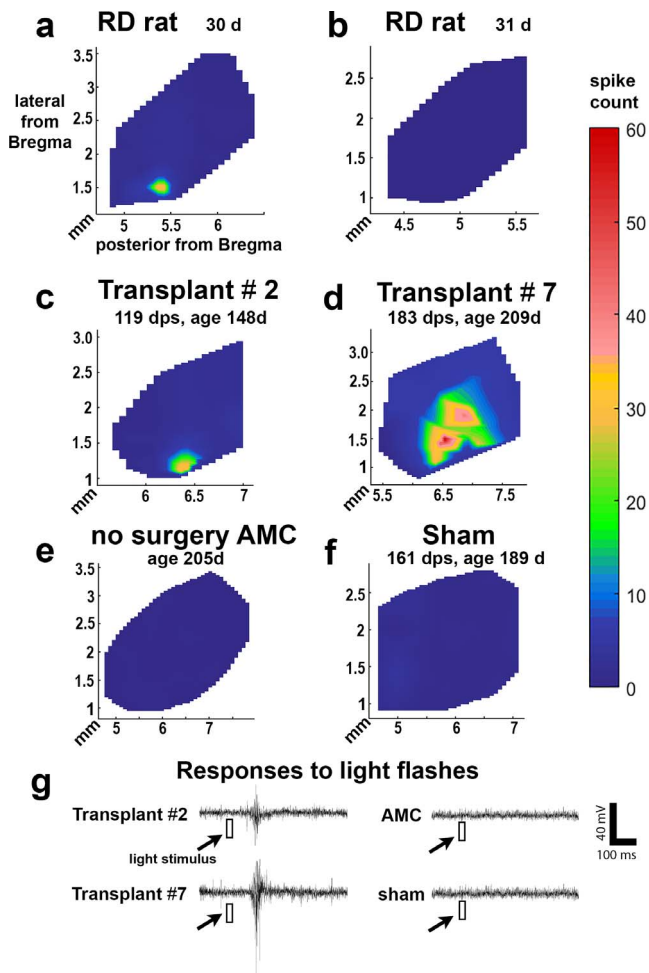 a RD rat 30 d
b RD rat 31 d
lateral from Bregma
3.5
3
2.5
2
1.5
mm
5 5.5 6
posterior from Bregma
2.5
2
1.5
1
mm
4.5 5 5.5
spike count
60
50
40
30
20
10
0
c Transplant # 2
119 dps, age 148d
3.0
2.5
2
1.5
1
mm
6 6.5 7
d Transplant # 7
183 dps, age 209d
3.0
2.5
2
1.5
1
mm
5.5 6.5 7.5
e no surgery AMC
age 205d
3.5
3
2.5
2
1.5
1
mm
5 6 7
f Sham
161 dps, age 189 d
2.5
2
1.5
1
mm
5 6 7
g Responses to light flashes
Transplant #2
light stimulus
Transplant #7
AMC
sham
40 mV
100 ms